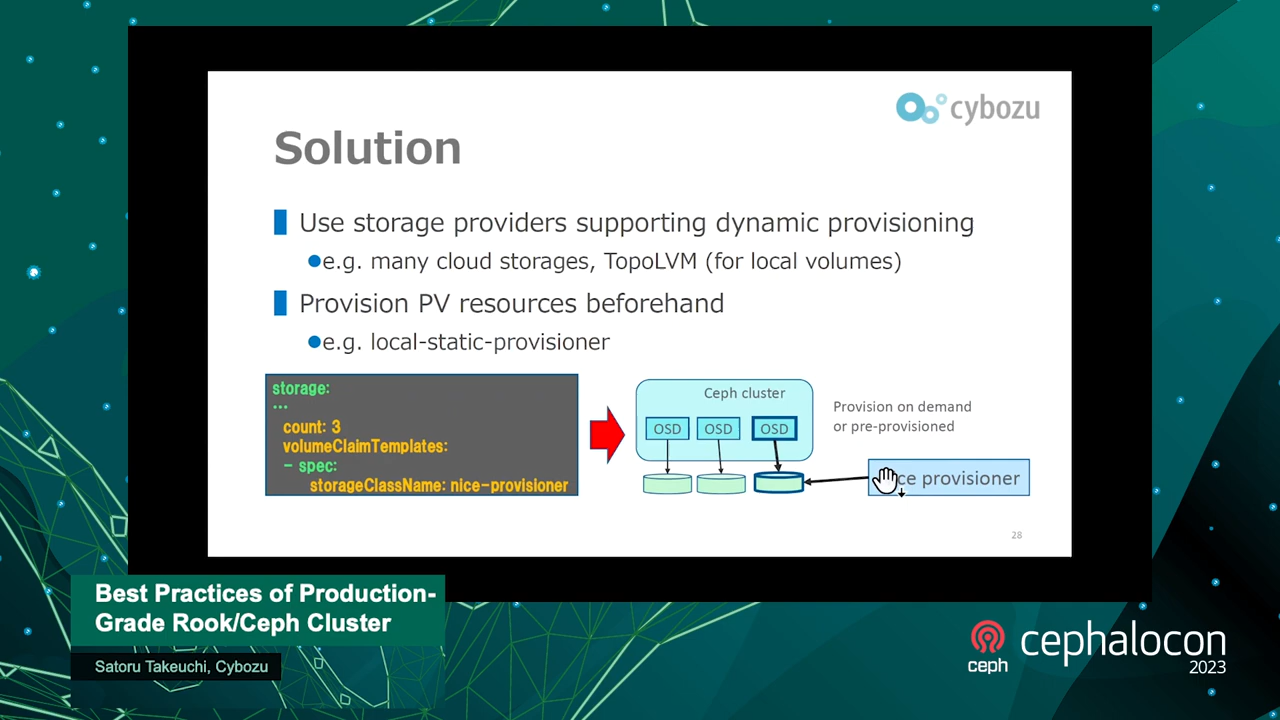 cybozu
Solution
Use storage providers supporting dynamic provisioning
e.g. many cloud storages, TopoLVM (for local volumes)
Provision PV resources beforehand
e.g. local-static-provisioner
storage:
...
count: 3
volumeClaimTemplates:
- spec:
storageClassName: nice-provisioner
Ceph cluster
OSD OSD OSD
Provision on demand
or pre-provisioned
provisioner
28
Best Practices of Production-
Grade Rook/Ceph Cluster
Satoru Takeuchi, Cybozu
ceph
cephalocon
2023